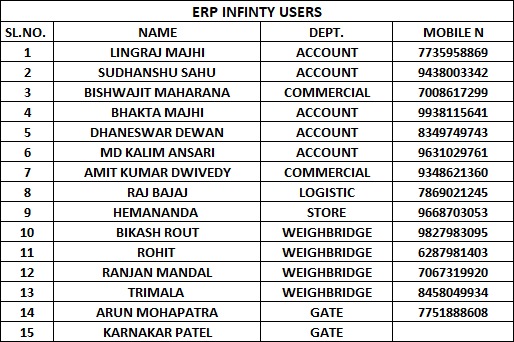 ERP INFINTY USERS
SL.NO. NAME DEPT. MOBILE N
1 LINGRAJ MAJHI ACCOUNT 7735958869
2 SUDHANSHU SAHU ACCOUNT 9438003342
3 BISHWAJIT MAHARANA COMMERCIAL 7008617299
4 BHAKTA MAJHI ACCOUNT 9938115641
5 DHANESWAR DEWAN ACCOUNT 8349749743
6 MD KALIM ANSARI ACCOUNT 9631029761
7 AMIT KUMAR DWIVEDY COMMERCIAL 9348621360
8 RAJ BAJAJ LOGISTIC 7869021245
9 HEMANANDA STORE 9668703053
10 BIKASH ROUT WEIGHBRIDGE 9827983095
11 ROHIT WEIGHBRIDGE 6287981403
12 RANJAN MANDAL WEIGHBRIDGE 7067319920
13 TRIMALA WEIGHBRIDGE 8458049934
14 ARUN MOHAPATRA GATE 7751888608
15 KARNAKAR PATEL GATE